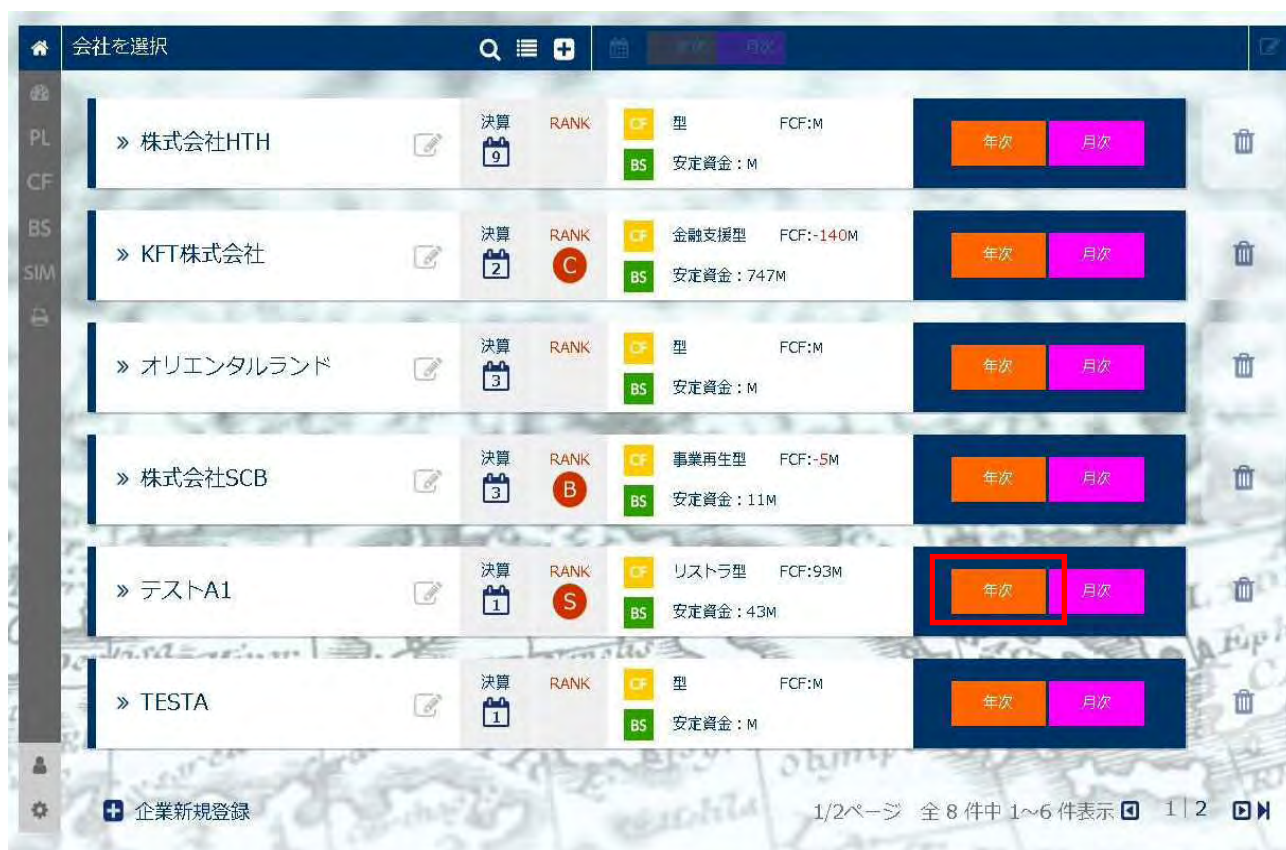 会社を選択
年次 月次
PL
CF
BS
SIM
» 株式会社HTH 決算 9 RANK CF 型 FCF:M 年次 月次
BS 安定資金：M
» KFT株式会社 決算 2 RANK C CF 金融支援型 FCF:-140M 年次 月次
BS 安定資金：747M
» オリエンタルランド 決算 3 RANK CF 型 FCF:M 年次 月次
BS 安定資金：M
» 株式会社SCB 決算 3 RANK B CF 事業再生型 FCF:-5M 年次 月次
BS 安定資金：11M
» テストA1 決算 1 RANK S CF リストラ型 FCF:93M 年次 月次
BS 安定資金：43M
» TESTA 決算 1 RANK CF 型 FCF:M 年次 月次
BS 安定資金：M
企業新規登録 1/2ページ 全 8 件中 1～6 件表示 1 | 2